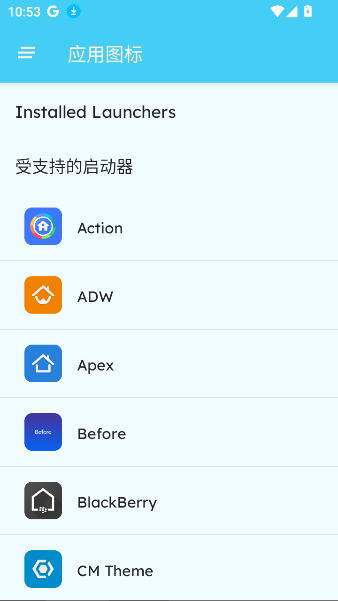 10:53
应用图标
Installed Launchers
受支持的启动器
Action
ADW
Apex
Before
Before
BlackBerry
CM Theme